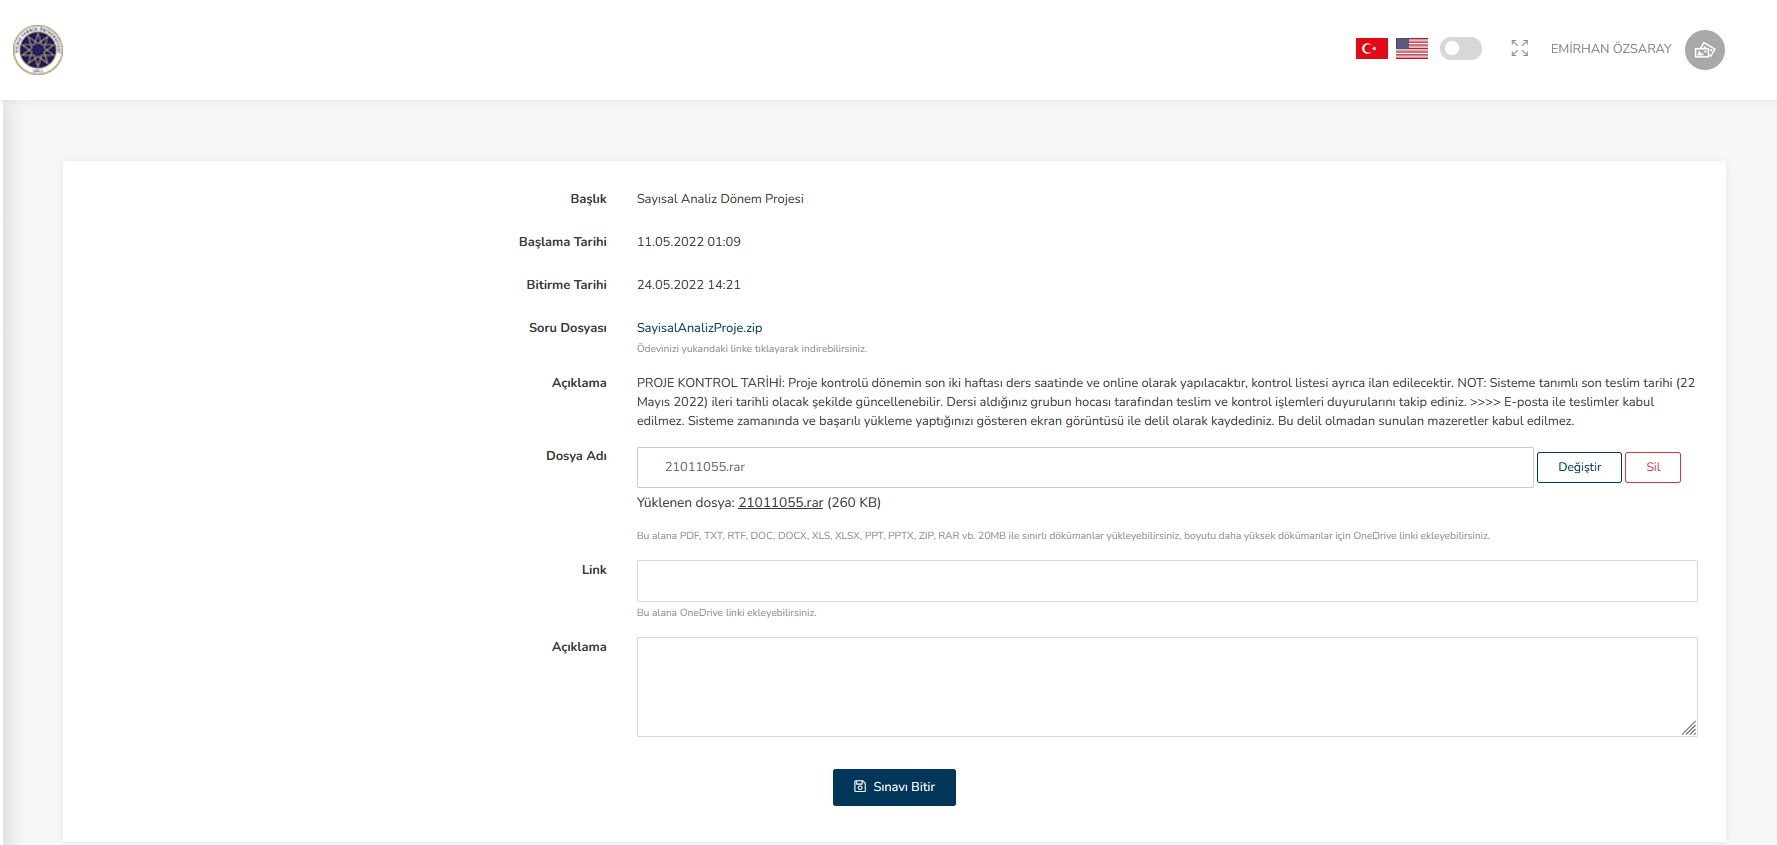 EMİRHAN ÖZSARAY
Başlık Sayısal Analiz Dönem Projesi
Başlama Tarihi 11.05.2022 01:09
Bitirme Tarihi 24.05.2022 14:21
Soru Dosyası SayisalAnalizProje.zip
Ödevinizi yukarıdaki linke tıklayarak indirebilirsiniz.
Açıklama PROJE KONTROL TARİHİ: Proje kontrolü dönemin son iki haftası ders saatinde ve online olarak yapılacaktır, kontrol listesi ayrıca ilan edilecektir. NOT: Sisteme tanımlı son teslim tarihi (22
Mayıs 2022) ileri tarihli olacak şekilde güncellenebilir. Dersi aldığınız grubun hocası tarafından teslim ve kontrol işlemleri duyurularını takip ediniz. >>>> E-posta ile teslimler kabul
edilmez. Sisteme zamanında ve başarılı yükleme yaptığınızı gösteren ekran görüntüsü ile delil olarak kaydediniz. Bu delil olmadan sunulan mazeretler kabul edilmez.
Dosya Adı 21011055.rar Değiştir Sil
Yüklenen dosya: 21011055.rar (260 KB)
Bu alana PDF, TXT, RTF, DOC, DOCX, XLS, XLSX, PPT, PPTX, ZIP, RAR vb. 20MB ile sınırlı dökümanlar yükleyebilirsiniz, boyutu daha yüksek dökümanlar için OneDrive linki ekleyebilirsiniz.
Link
Bu alana OneDrive linki ekleyebilirsiniz.
Açıklama
Sınavı Bitir